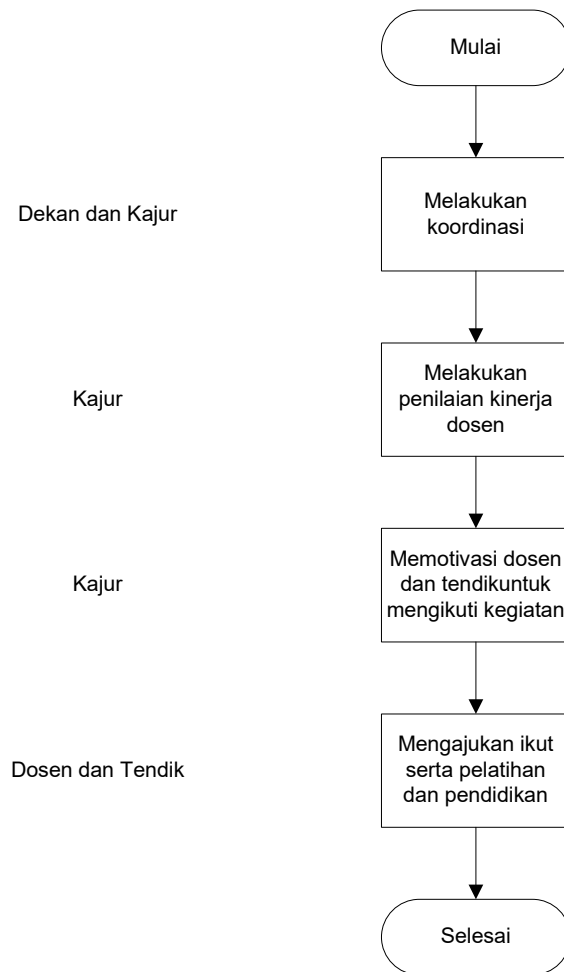 Mulai
Dekan dan Kajur
Melakukan
koordinasi
Kajur
Melakukan
penilaian kinerja
dosen
Kajur
Memotivasi dosen
dan tendikuntuk
mengikuti kegiatan
Dosen dan Tendik
Mengajukan ikut
serta pelatihan
dan pendidikan
Selesai